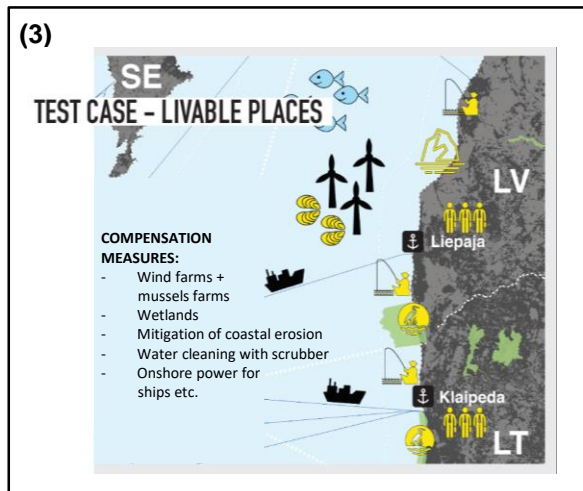 (3)
SE
TEST CASE – LIVABLE PLACES
LV
COMPENSATION
MEASURES:
- Wind farms +
mussels farms
- Wetlands
- Mitigation of coastal erosion
- Water cleaning with scrubber
- Onshore power for
ships etc.
Liepaja
Klaipeda
LT